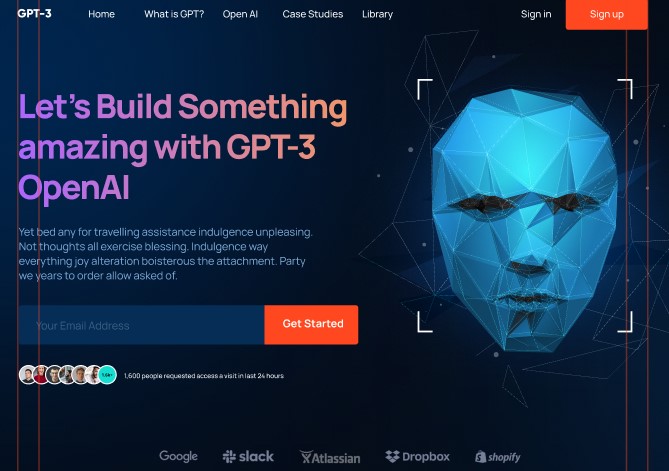 GPT-3
Home
What is GPT?
Open AI
Case Studies
Library
Sign in
Sign up
Let's Build Something
amazing with GPT-3
OpenAI
Yet bed any for travelling assistance indulgence unpleasing.
Not thoughts all exercise blessing. Indulgence way
everything joy alteration boisterous the attachment. Party
we years to order allow asked of.
Your Email Address
Get Started
1,600 people requested access a visit in last 24 hours
Google
slack
Atlassian
Dropbox
shopify